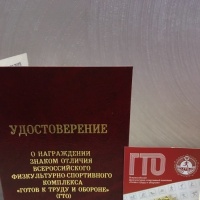 УДОСТОВЕРЕНИЕ
О НАГРАЖДЕНИИ
ЗНАКОМ ОТЛИЧИЯ
ВСЕРОССИЙСКОГО
ФИЗКУЛЬТУРНО-СПОРТИВНОГО
КОМПЛЕКСА
«ГОТОВ К ТРУДУ И ОБОРОНЕ»
(ГТО)
ГТО